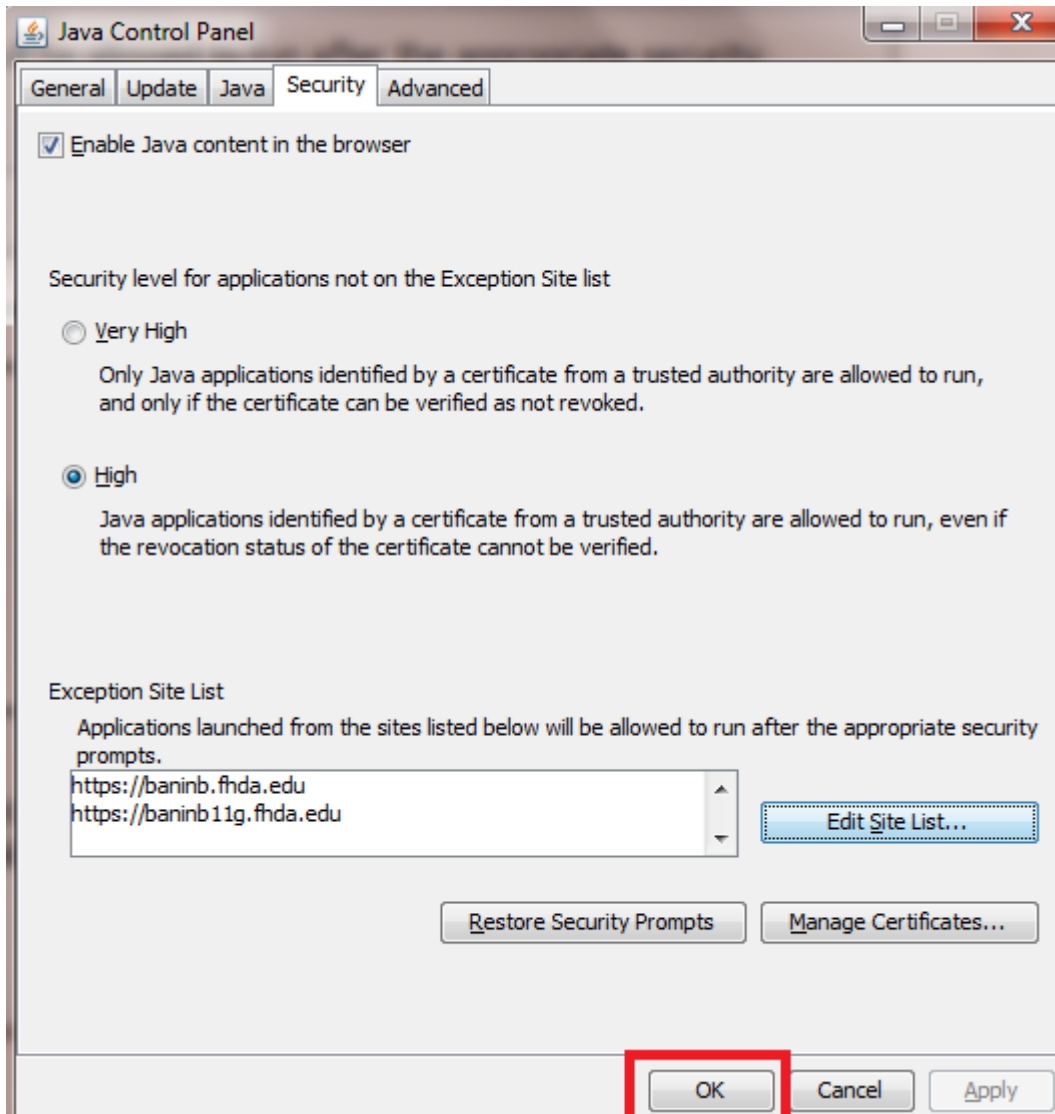 Java Control Panel
General
Update
Java
Security
Advanced
Enable Java content in the browser
Security level for applications not on the Exception Site list
Very High
Only Java applications identified by a certificate from a trusted authority are allowed to run,
and only if the certificate can be verified as not revoked.
High
Java applications identified by a certificate from a trusted authority are allowed to run, even if
the revocation status of the certificate cannot be verified.
Exception Site List
Applications launched from the sites listed below will be allowed to run after the appropriate security
prompts.
https://baninb.fhda.edu
https://baninb11g.fhda.edu
Edit Site List...
Restore Security Prompts
Manage Certificates...
OK
Cancel
Apply